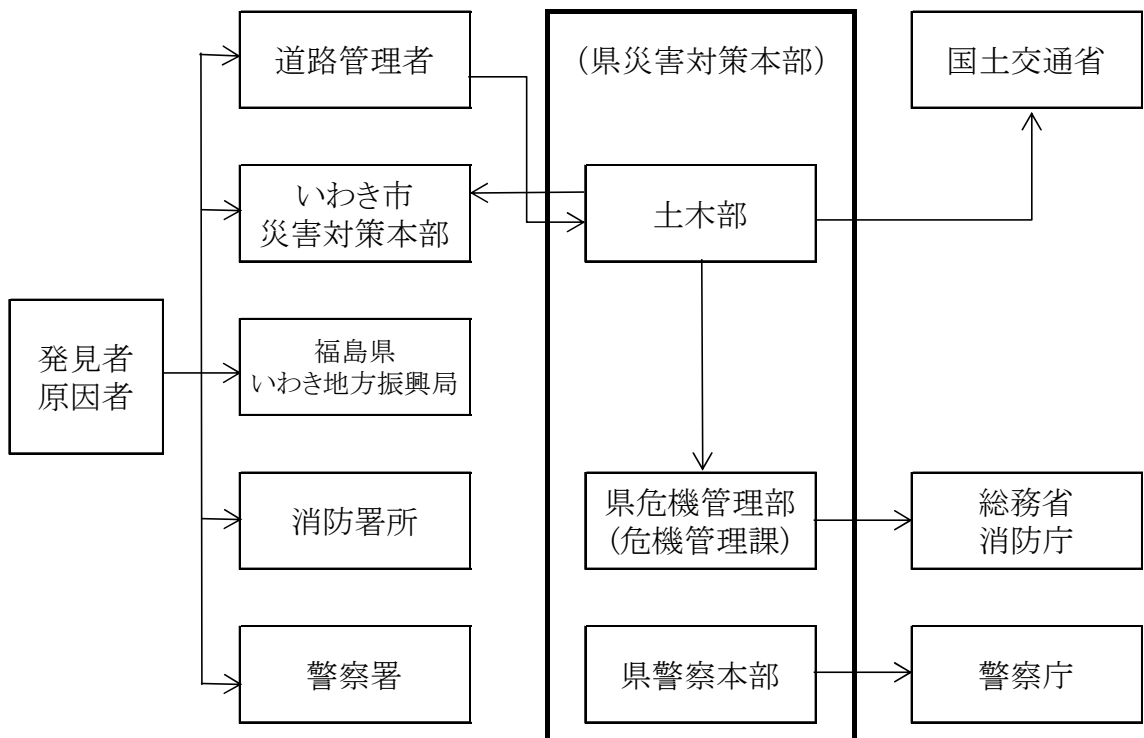 道路管理者
(県災害対策本部)
国土交通省
いわき市
災害対策本部
土木部
発見者
原因者
福島県
いわき地方振興局
消防署所
県危機管理部
(危機管理課)
総務省
消防庁
警察署
県警察本部
警察庁